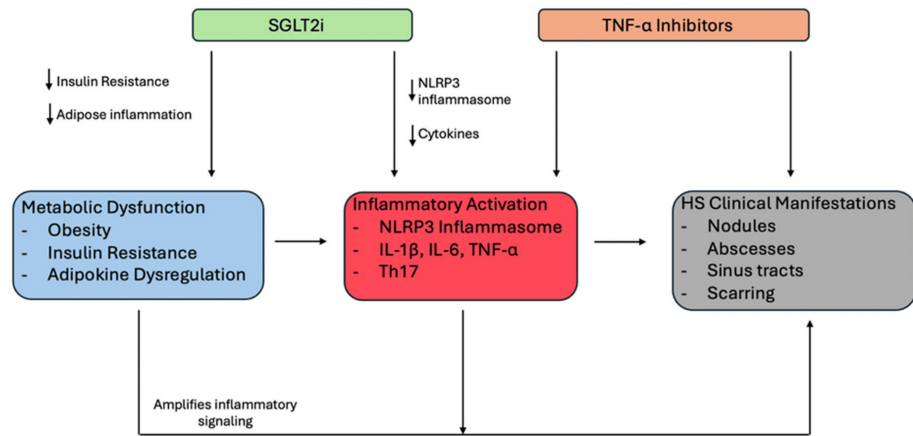 SGLT2i
TNF-α Inhibitors
↓ Insulin Resistance
↓ Adipose inflammation
↓ NLRP3
inflammasome
↓ Cytokines
Metabolic Dysfunction
- Obesity
- Insulin Resistance
- Adipokine Dysregulation
Inflammatory Activation
- NLRP3 Inflammasome
- IL-1β, IL-6, TNF-α
- Th17
HS Clinical Manifestations
- Nodules
- Abscesses
- Sinus tracts
- Scarring
Amplifies inflammatory
signaling